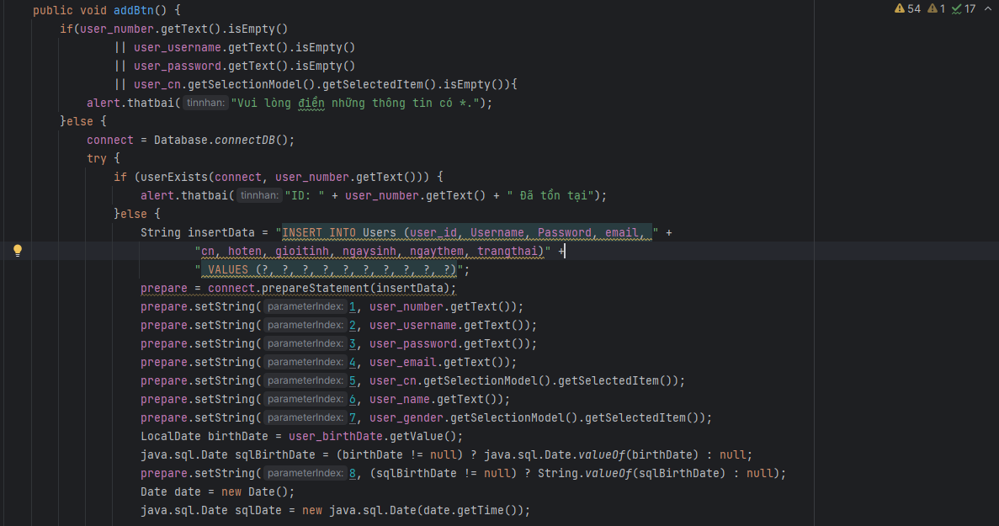 public void addBtn() {
54 1 17
if(user_number.getText().isEmpty()
|| user_username.getText().isEmpty()
|| user_password.getText().isEmpty()
|| user_cn.getSelectionModel().getSelectedItem().isEmpty()){
alert.thatbai( tinnhan: "Vui lòng điền những thông tin có *.");
}else {
connect = Database.connectDB();
try {
if (userExists(connect, user_number.getText())) {
alert.thatbai( tinnhan: "ID: " + user_number.getText() + " Đã tồn tại");
}else {
String insertData = "INSERT INTO Users (user_id, Username, Password, email, " +
"cn, hoten, gioitinh, ngaysinh, ngaythem, trangthai)" +
" VALUES (?, ?, ?, ?, ?, ?, ?, ?, ?, ?)";
prepare = connect.prepareStatement(insertData);
prepare.setString( parameterIndex: 1, user_number.getText());
prepare.setString( parameterIndex: 2, user_username.getText());
prepare.setString( parameterIndex: 3, user_password.getText());
prepare.setString( parameterIndex: 4, user_email.getText());
prepare.setString( parameterIndex: 5, user_cn.getSelectionModel().getSelectedItem());
prepare.setString( parameterIndex: 6, user_name.getText());
prepare.setString( parameterIndex: 7, user_gender.getSelectionModel().getSelectedItem());
LocalDate birthDate = user_birthDate.getValue();
java.sql.Date sqlBirthDate = (birthDate != null) ? java.sql.Date.valueOf(birthDate) : null;
prepare.setString( parameterIndex: 8, (sqlBirthDate != null) ? String.valueOf(sqlBirthDate) : null);
Date date = new Date();
java.sql.Date sqlDate = new java.sql.Date(date.getTime());